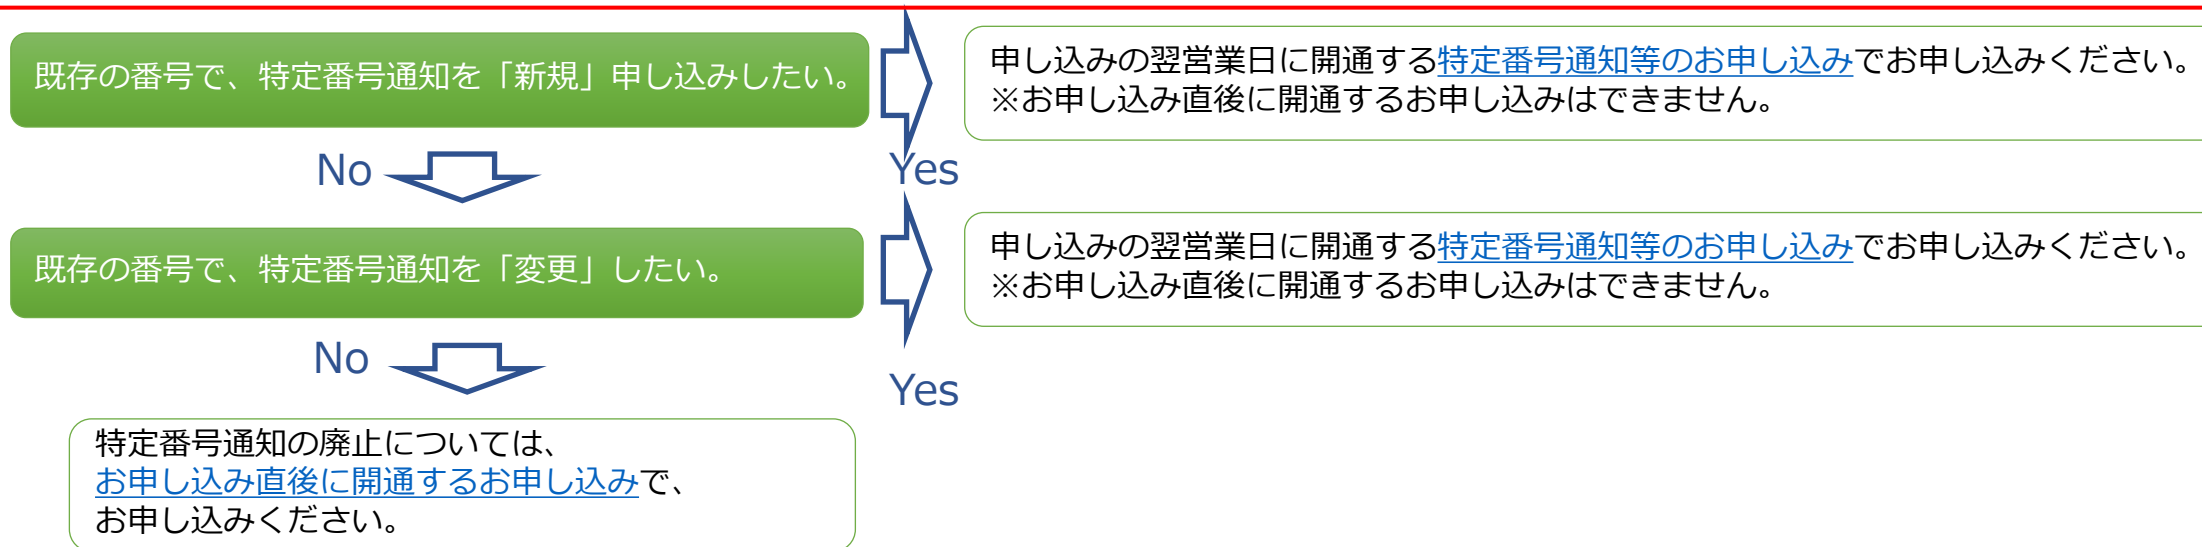 既存の番号で、特定番号通知を「新規」申し込みしたい。
申し込みの翌営業日に開通する特定番号通知等のお申し込みでお申し込みください。
※お申し込み直後に開通するお申し込みはできません。
No
Yes
既存の番号で、特定番号通知を「変更」したい。
申し込みの翌営業日に開通する特定番号通知等のお申し込みでお申し込みください。
※お申し込み直後に開通するお申し込みはできません。
No
Yes
特定番号通知の廃止については、
お申し込み直後に開通するお申し込みで、
お申し込みください。